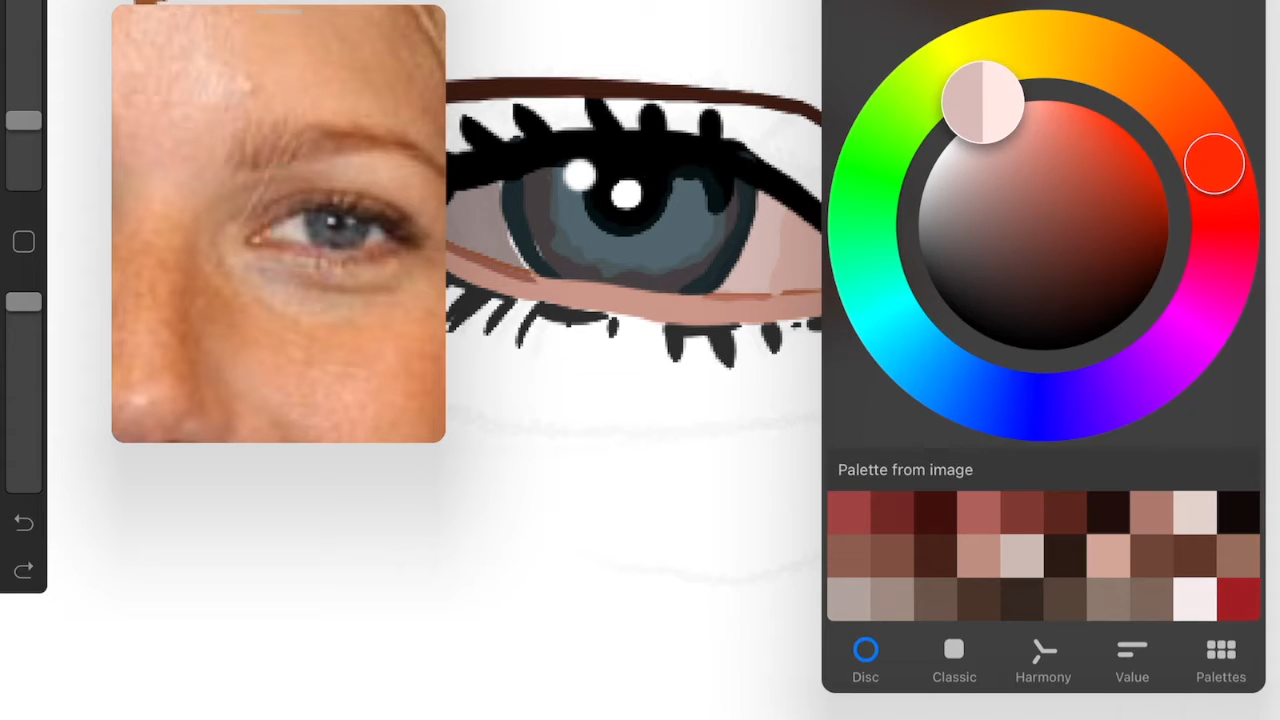 Palette from image
Disc
Classic
Harmony
Value
Palettes